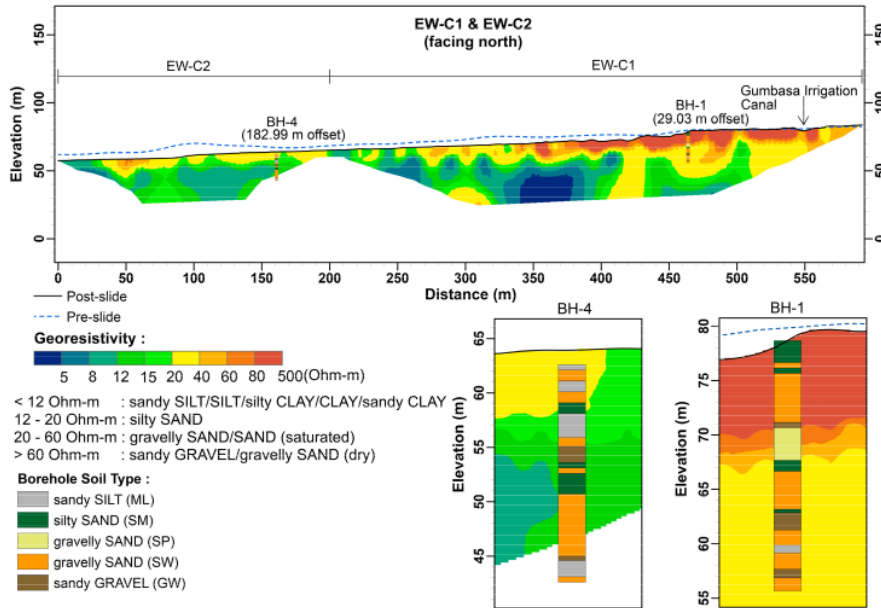 EW-C1 & EW-C2
(facing north)
EW-C2
EW-C1
BH-4
(182.99 m offset)
BH-1
(29.03 m offset)
Gumbasa Irrigation
Canal
Elevation (m)
150
100
50
0
Elevation (m)
150
100
50
0
0 50 100 150 200 250 300 350 400 450 500 550
Distance (m)
Post-slide
Pre-slide
Georesistivity :
5 8 12 15 20 40 60 80 500(Ohm-m)
< 12 Ohm-m : sandy SILT/SILT/silty CLAY/CLAY/sandy CLAY
12 - 20 Ohm-m : silty SAND
20 - 60 Ohm-m : gravelly SAND/SAND (saturated)
> 60 Ohm-m : sandy GRAVEL/gravelly SAND (dry)
Borehole Soil Type :
sandy SILT (ML)
silty SAND (SM)
gravelly SAND (SP)
gravelly SAND (SW)
sandy GRAVEL (GW)
BH-4
Elevation (m)
65
60
55
50
45
BH-1
Elevation (m)
80
75
70
65
60
55